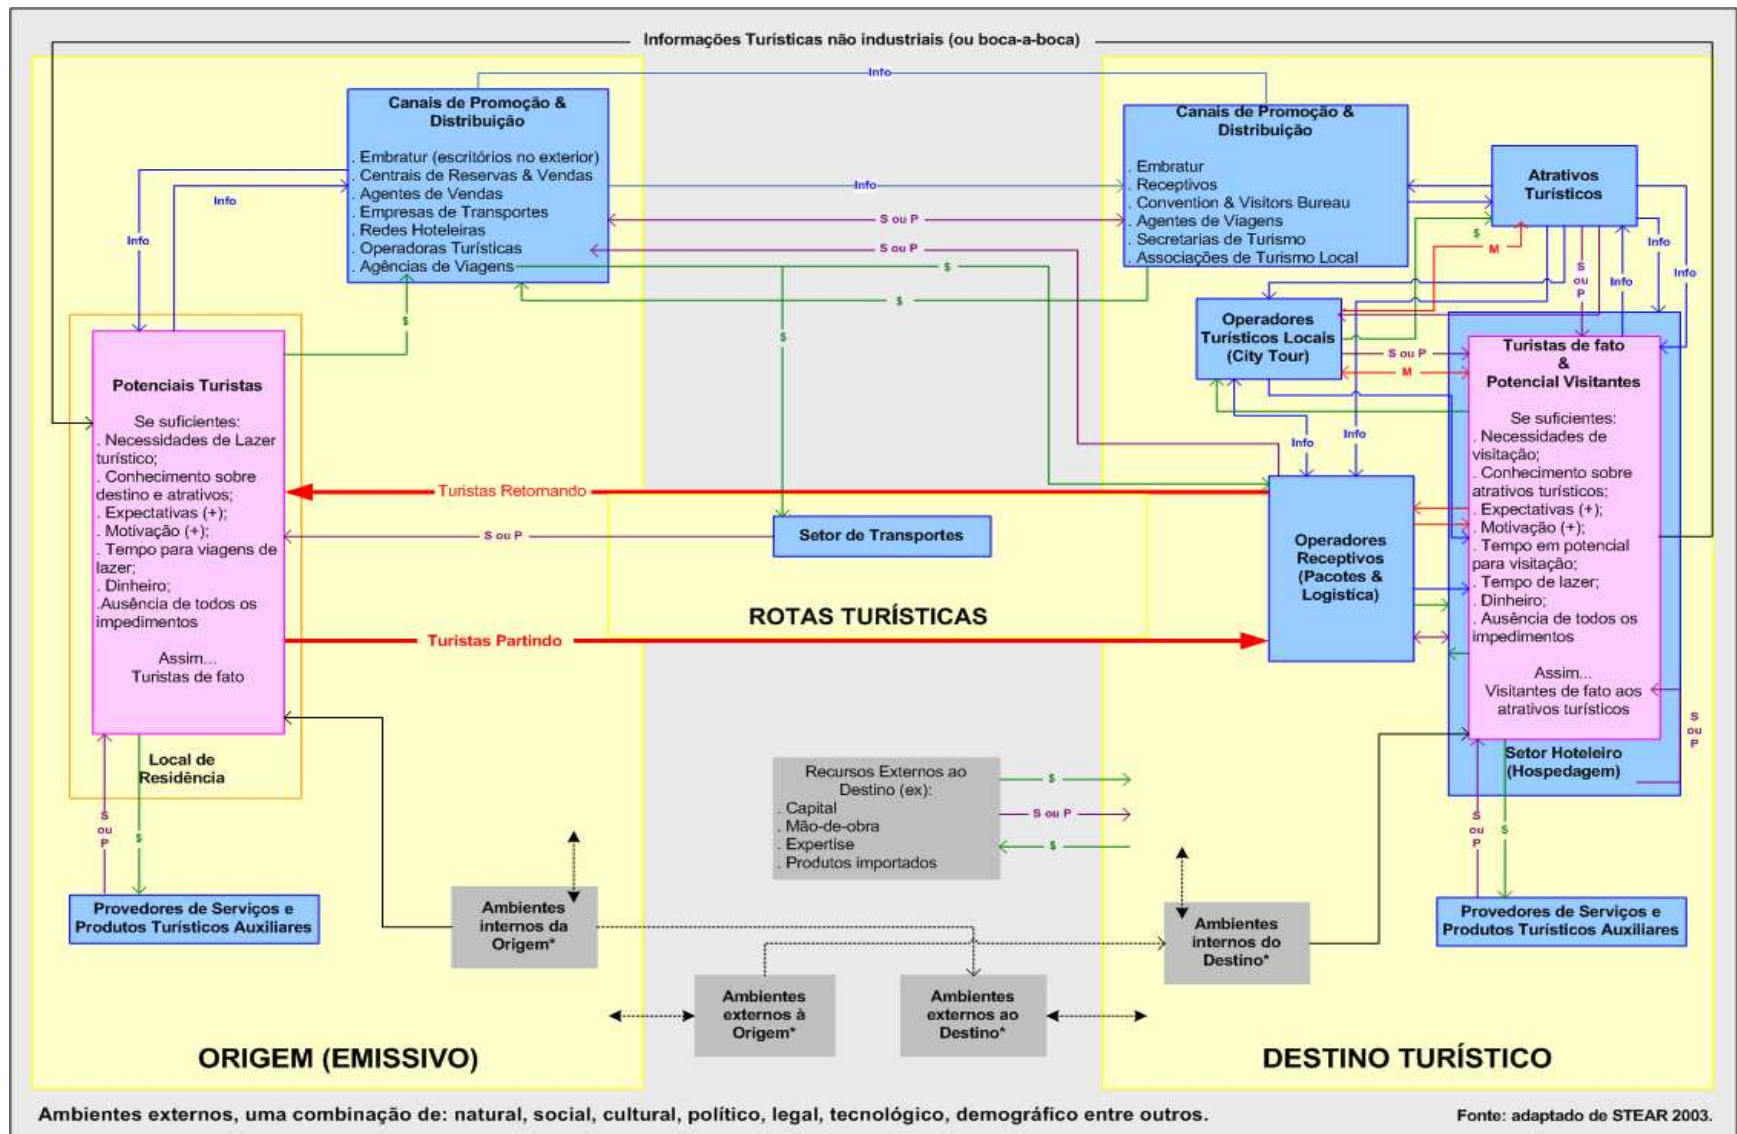 Informações Turísticas não industriais (ou boca-a-boca)
Info
Canais de Promoção &
Distribuição
. Embratur (escritórios no exterior)
. Centrais de Reservas & Vendas
. Agentes de Vendas
. Empresas de Transportes
. Redes Hoteleiras
. Operadoras Turísticas
. Agências de Viagens
Info
Info
Info
S ou P
S ou P
$
$
$
$
Canais de Promoção &
Distribuição
. Embratur
. Receptivos
. Convention & Visitors Bureau
. Agentes de Viagens
. Secretarias de Turismo
. Associações de Turismo Local
Atrativos
Turísticos
$
M
S
ou
P
Info
Info
Info
Operadores
Turísticos Locais
(City Tour)
S ou P
M
Info
Info
Potenciais Turistas
Se suficientes:
. Necessidades de Lazer
turístico;
. Conhecimento sobre
destino e atrativos;
. Expectativas (+);
. Motivação (+);
. Tempo para viagens de
lazer;
. Dinheiro;
.Ausência de todos os
impedimentos
Assim...
Turistas de fato
Local de
Residência
S
ou
P
$
Provedores de Serviços e
Produtos Turísticos Auxiliares
Turistas Retornando
S ou P
Setor de Transportes
ROTAS TURÍSTICAS
Turistas Partindo
Operadores
Receptivos
(Pacotes &
Logística)
Turistas de fato
&
Potencial Visitantes
Se suficientes:
. Necessidades de
visitação;
. Conhecimento sobre
atrativos turísticos;
. Expectativas (+);
. Motivação (+);
. Tempo em potencial
para visitação;
. Tempo de lazer;
. Dinheiro;
. Ausência de todos os
impedimentos
Assim...
Visitantes de fato aos
atrativos turísticos
S
ou
P
Setor Hoteleiro
(Hospedagem)
S
ou
P
$
Provedores de Serviços e
Produtos Turísticos Auxiliares
Recursos Externos ao
Destino (ex):
. Capital
. Mão-de-obra
. Expertise
. Produtos importados
$
S ou P
$
Ambientes
internos da
Origem*
Ambientes
externos à
Origem*
Ambientes
externos ao
Destino*
Ambientes
internos do
Destino*
ORIGEM (EMISSIVO)
DESTINO TURÍSTICO
Ambientes externos, uma combinação de: natural, social, cultural, político, legal, tecnológico, demográfico entre outros.
Fonte: adaptado de STEAR 2003.